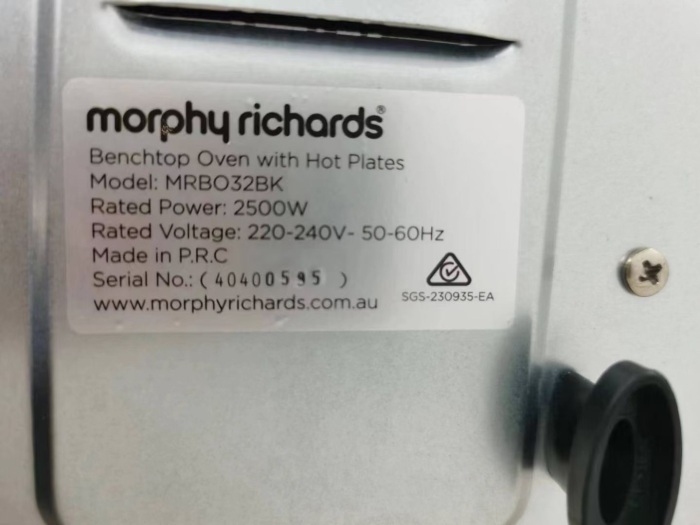 morphy richards®
Benchtop Oven with Hot Plates
Model: MRBO32BK
Rated Power: 2500W
Rated Voltage: 220-240V~ 50-60Hz
Made in P.R.C
Serial No.: ( 40400595 )
www.morphyrichards.com.au
SGS-230935-EA